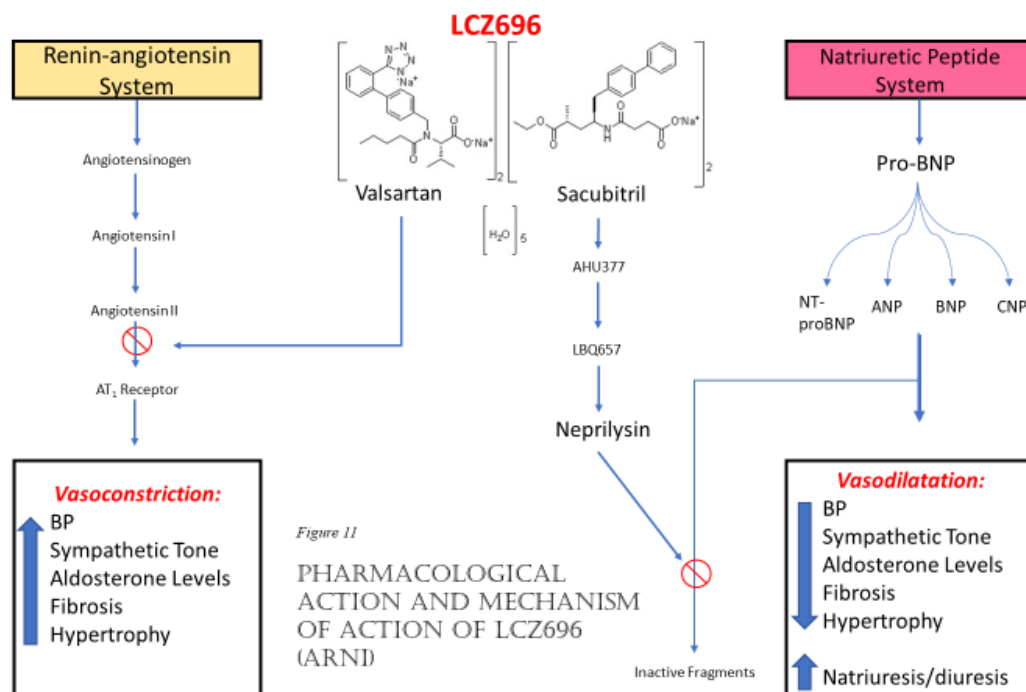 LCZ696
Renin-angiotensin
System
Angiotensinogen
Angiotensin I
Angiotensin II
AT1 Receptor
Vasoconstriction:
BP
Sympathetic Tone
Aldosterone Levels
Fibrosis
Hypertrophy
N
N
N
N
Na+
N
O
O
O-Na+
2
Valsartan
[H2O]5
O
O
N
H
O
O
O-Na+
2
Sacubitril
AHU377
LBQ657
Neprilysin
Figure 11
PHARMACOLOGICAL
ACTION AND MECHANISM
OF ACTION OF LCZ696
(ARNI)
Inactive Fragments
Natriuretic Peptide
System
Pro-BNP
NT-
proBNP
ANP
BNP
CNP
Vasodilatation:
BP
Sympathetic Tone
Aldosterone Levels
Fibrosis
Hypertrophy
Natriuresis/diuresis